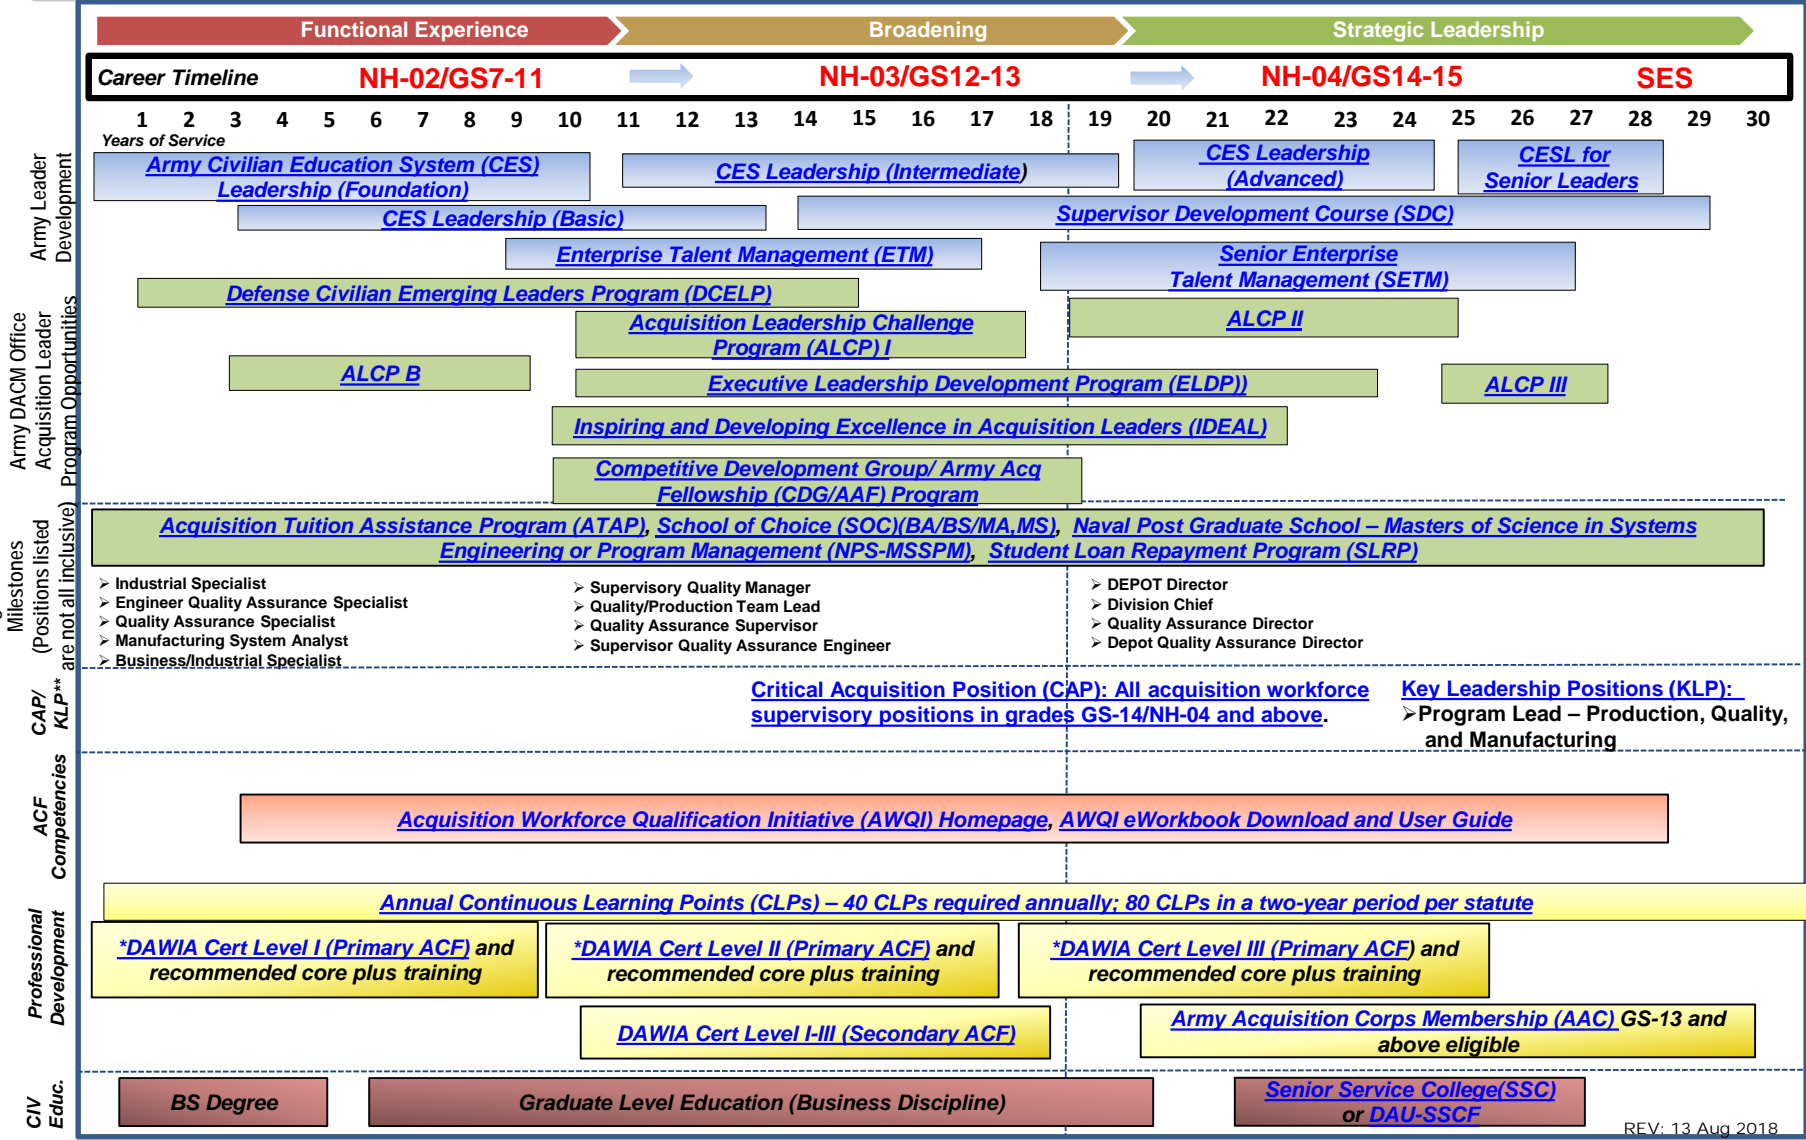 Functional Experience
Broadening
Strategic Leadership
Career Timeline
NH-02/GS7-11
NH-03/GS12-13
NH-04/GS14-15
SES
1 2 3 4 5 6 7 8 9 10 11 12 13 14 15 16 17 18 19 20 21 22 23 24 25 26 27 28 29 30
Years of Service
Army Leader
Development
Army Civilian Education System (CES)
Leadership (Foundation)
CES Leadership (Intermediate)
CES Leadership
(Advanced)
CESL for
Senior Leaders
CES Leadership (Basic)
Supervisor Development Course (SDC)
Enterprise Talent Management (ETM)
Senior Enterprise
Talent Management (SETM)
Army DACM Office
Acquisition Leader
Program Opportunities
Defense Civilian Emerging Leaders Program (DCELP)
Acquisition Leadership Challenge
Program (ALCP) I
ALCP II
ALCP B
Executive Leadership Development Program (ELDP))
ALCP III
Inspiring and Developing Excellence in Acquisition Leaders (IDEAL)
Competitive Development Group/ Army Acq
Fellowship (CDG/AAF) Program
Acquisition Tuition Assistance Program (ATAP), School of Choice (SOC)(BA/BS/MA,MS), Naval Post Graduate School – Masters of Science in Systems
Engineering or Program Management (NPS-MSSPM), Student Loan Repayment Program (SLRP)
Milestones
(Positions listed
are not all inclusive)
➢ Industrial Specialist
➢ Engineer Quality Assurance Specialist
➢ Quality Assurance Specialist
➢ Manufacturing System Analyst
➢ Business/Industrial Specialist
➢ Supervisory Quality Manager
➢ Quality/Production Team Lead
➢ Quality Assurance Supervisor
➢ Supervisor Quality Assurance Engineer
➢ DEPOT Director
➢ Division Chief
➢ Quality Assurance Director
➢ Depot Quality Assurance Director
CAP/
KLP**
Critical Acquisition Position (CAP): All acquisition workforce
supervisory positions in grades GS-14/NH-04 and above.
Key Leadership Positions (KLP):
➢Program Lead – Production, Quality,
and Manufacturing
ACF
Competencies
Acquisition Workforce Qualification Initiative (AWQI) Homepage, AWQI eWorkbook Download and User Guide
Professional
Development
Annual Continuous Learning Points (CLPs) – 40 CLPs required annually; 80 CLPs in a two-year period per statute
*DAWIA Cert Level I (Primary ACF) and
recommended core plus training
*DAWIA Cert Level II (Primary ACF) and
recommended core plus training
*DAWIA Cert Level III (Primary ACF) and
recommended core plus training
DAWIA Cert Level I-III (Secondary ACF)
Army Acquisition Corps Membership (AAC) GS-13 and
above eligible
CIV
Educ.
BS Degree
Graduate Level Education (Business Discipline)
Senior Service College(SSC)
or DAU-SSCF
REV: 13 Aug 2018